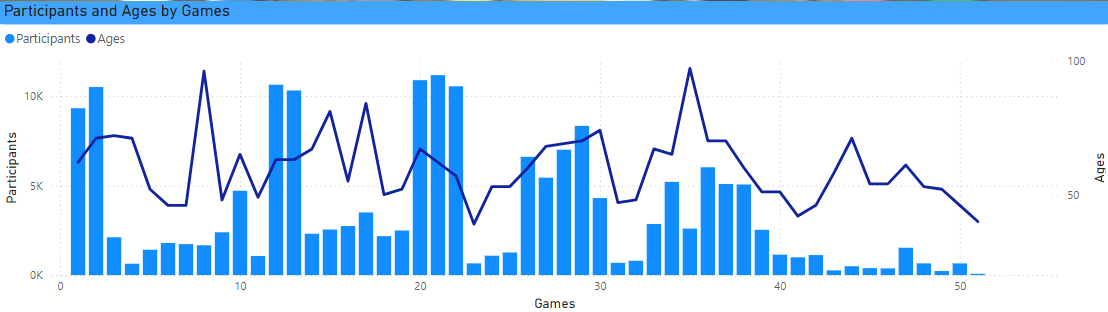 Participants and Ages by Games
Participants Ages
100
10K
5K
50
0K
0 10 20 30 40 50
Participants
Ages
Games